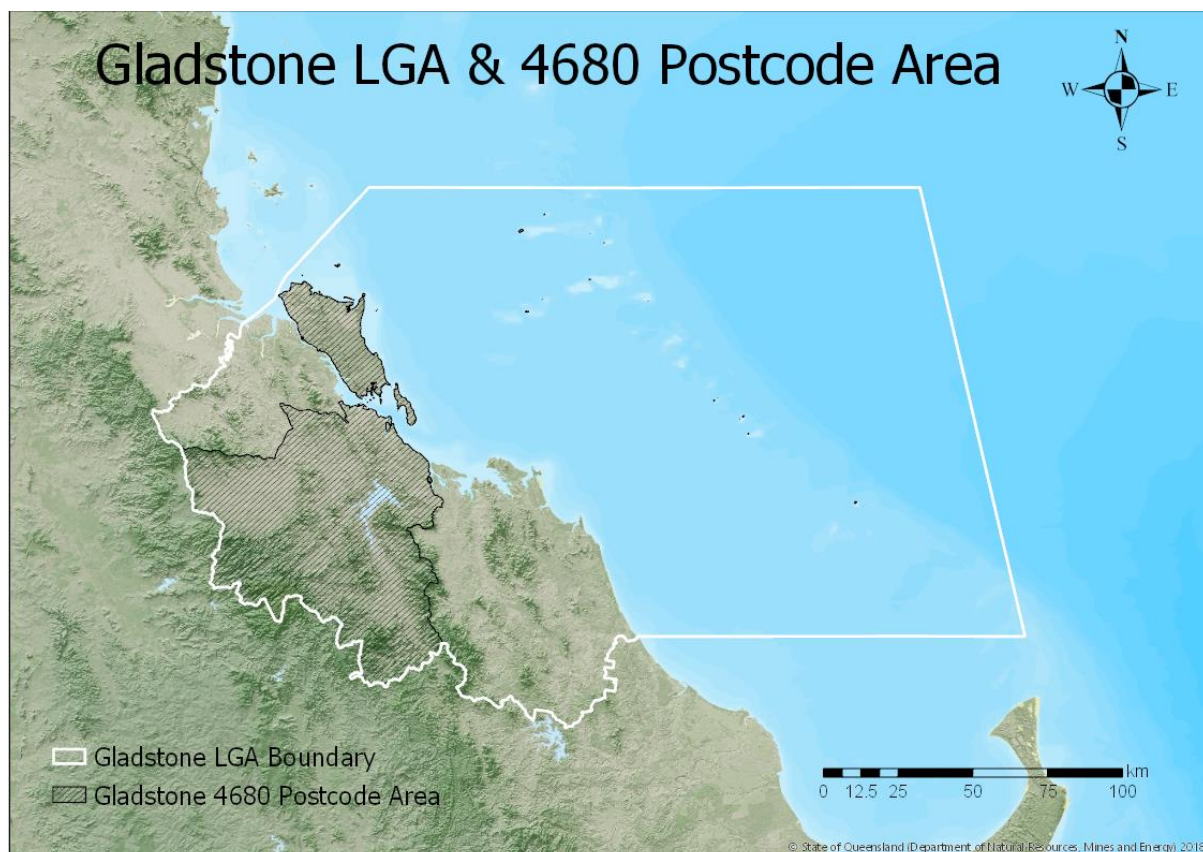 Gladstone LGA & 4680 Postcode Area
N
W E
S
Gladstone LGA Boundary
Gladstone 4680 Postcode Area
km
0 12.5 25 50 75 100
© State of Queensland (Department of Natural Resources, Mines and Energy)